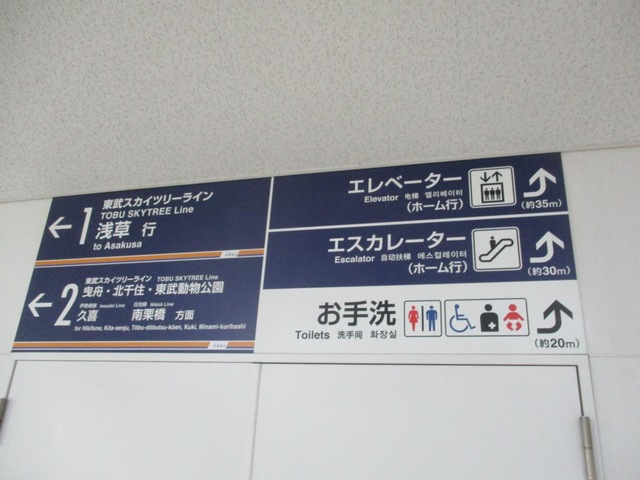 東武スカイツリーライン
TOBU SKYTREE Line
1 浅草 行
to Asakusa
東武スカイツリーライン TOBU SKYTREE Line
2 曳舟・北千住・東武動物公園
伊勢崎線 Isesaki Line 日光線 Nikkō Line
久喜 南栗橋 方面
for Hikifune, Kita-senju, Tōbu-dōbutsu-kōen, Kuki, Minami-kurihashi
エレベーター
Elevator 电梯 엘리베이터
(ホーム行)
(約35m)
エスカレーター
Escalator 自动扶梯 에스컬레이터
(ホーム行)
(約30m)
お手洗
Toilets 洗手间 화장실
(約20m)